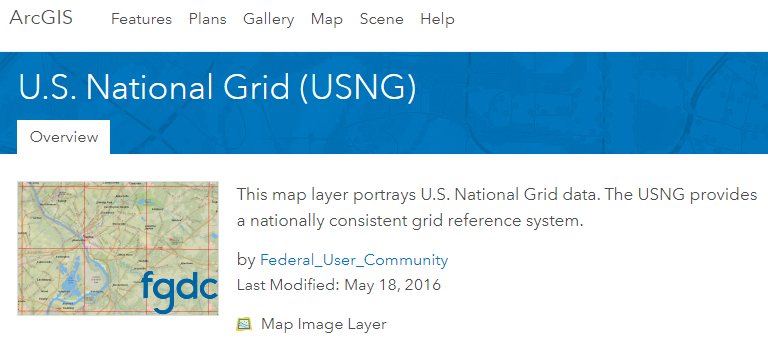 ArcGIS Features Plans Gallery Map Scene Help
U.S. National Grid (USNG)
Overview
This map layer portrays U.S. National Grid data. The USNG provides
a nationally consistent grid reference system.
by Federal_User_Community
Last Modified: May 18, 2016
fgdc
Map Image Layer